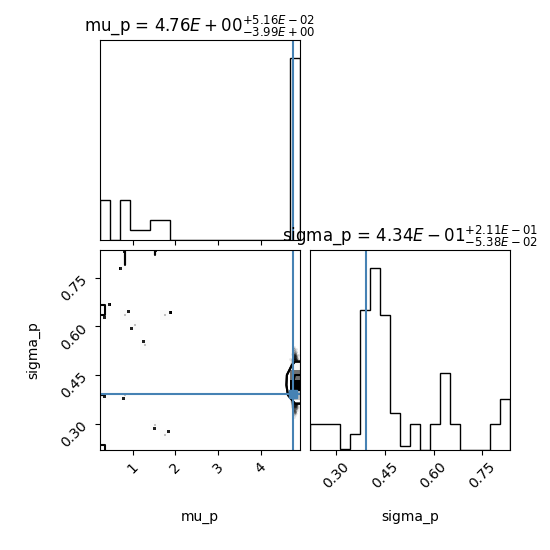 mu_p = 4.76E+00+5.16E−02 −3.99E+00
sigma_p = 4.34E−01+2.11E−01 −5.38E−02
0.75
0.60
0.45
0.30
sigma_p
1 2 3 4
0.30 0.45 0.60 0.75
mu_p
sigma_p